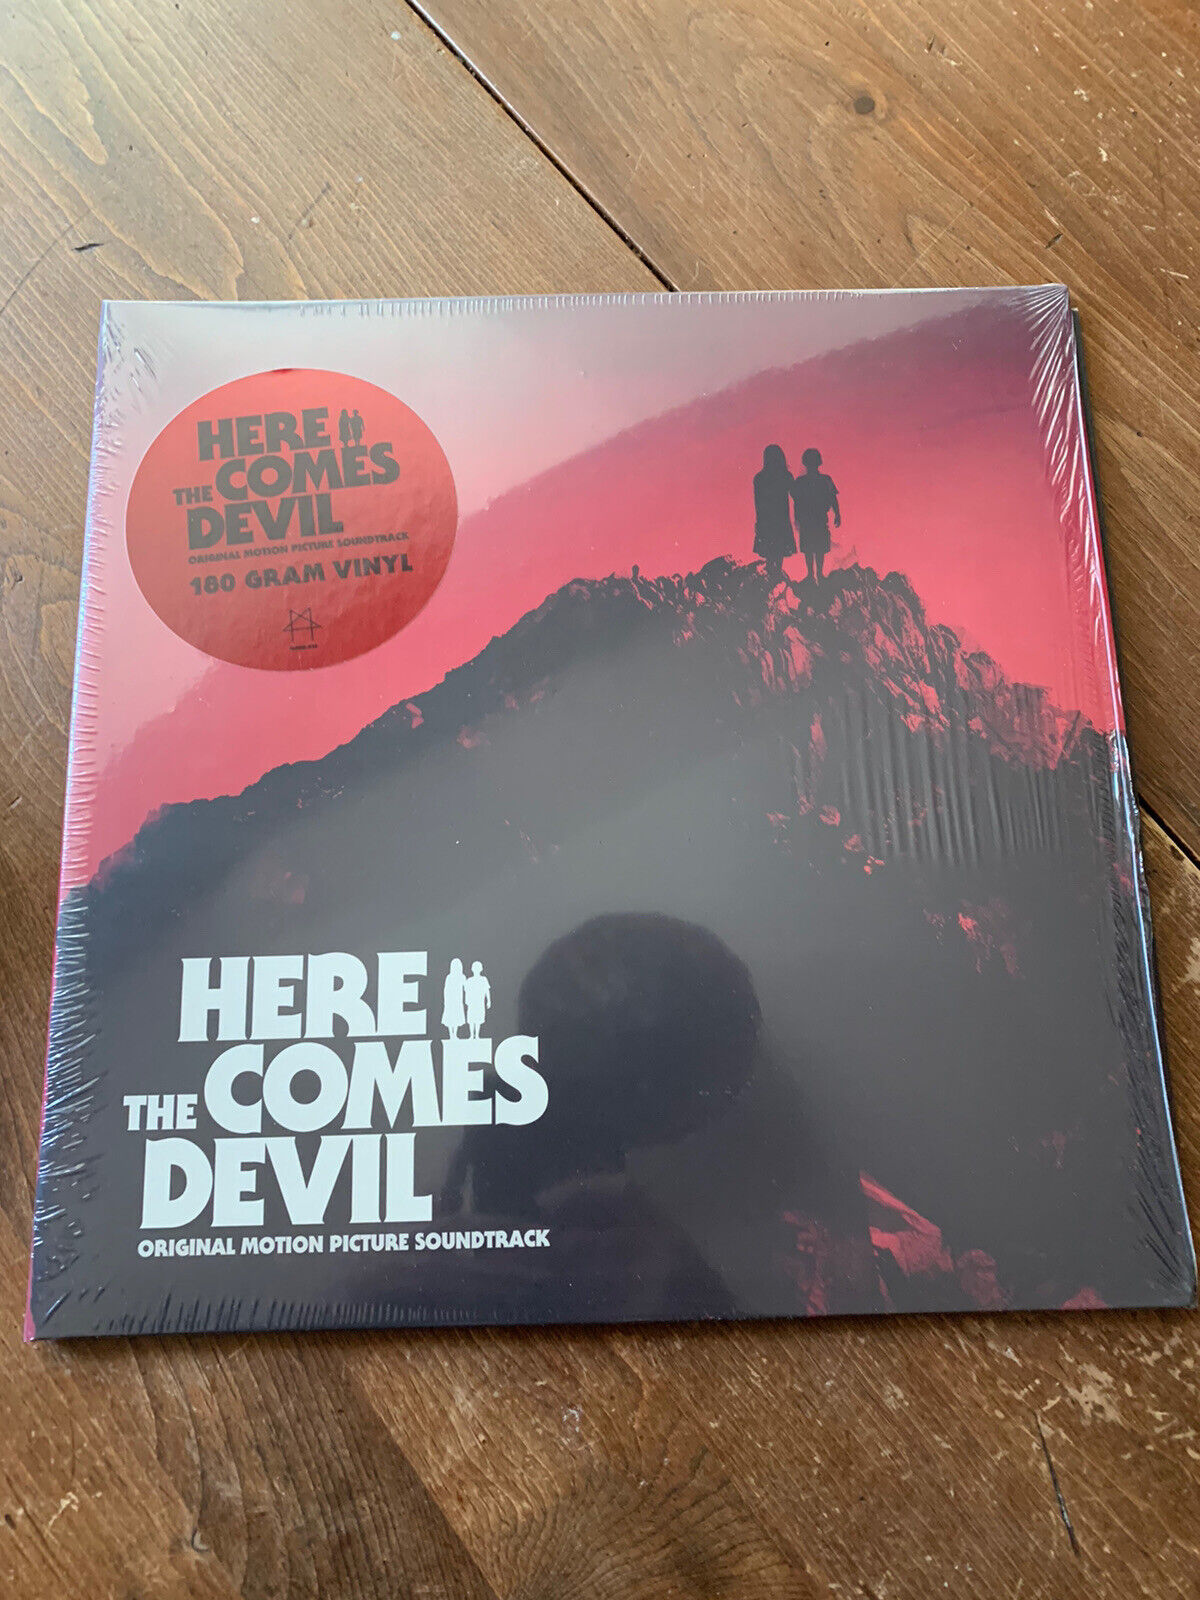 HERE
THE COMES
DEVIL
ORIGINAL MOTION PICTURE SOUNDTRACK
180 GRAM VINYL
HERE
THE COMES
DEVIL
ORIGINAL MOTION PICTURE SOUNDTRACK